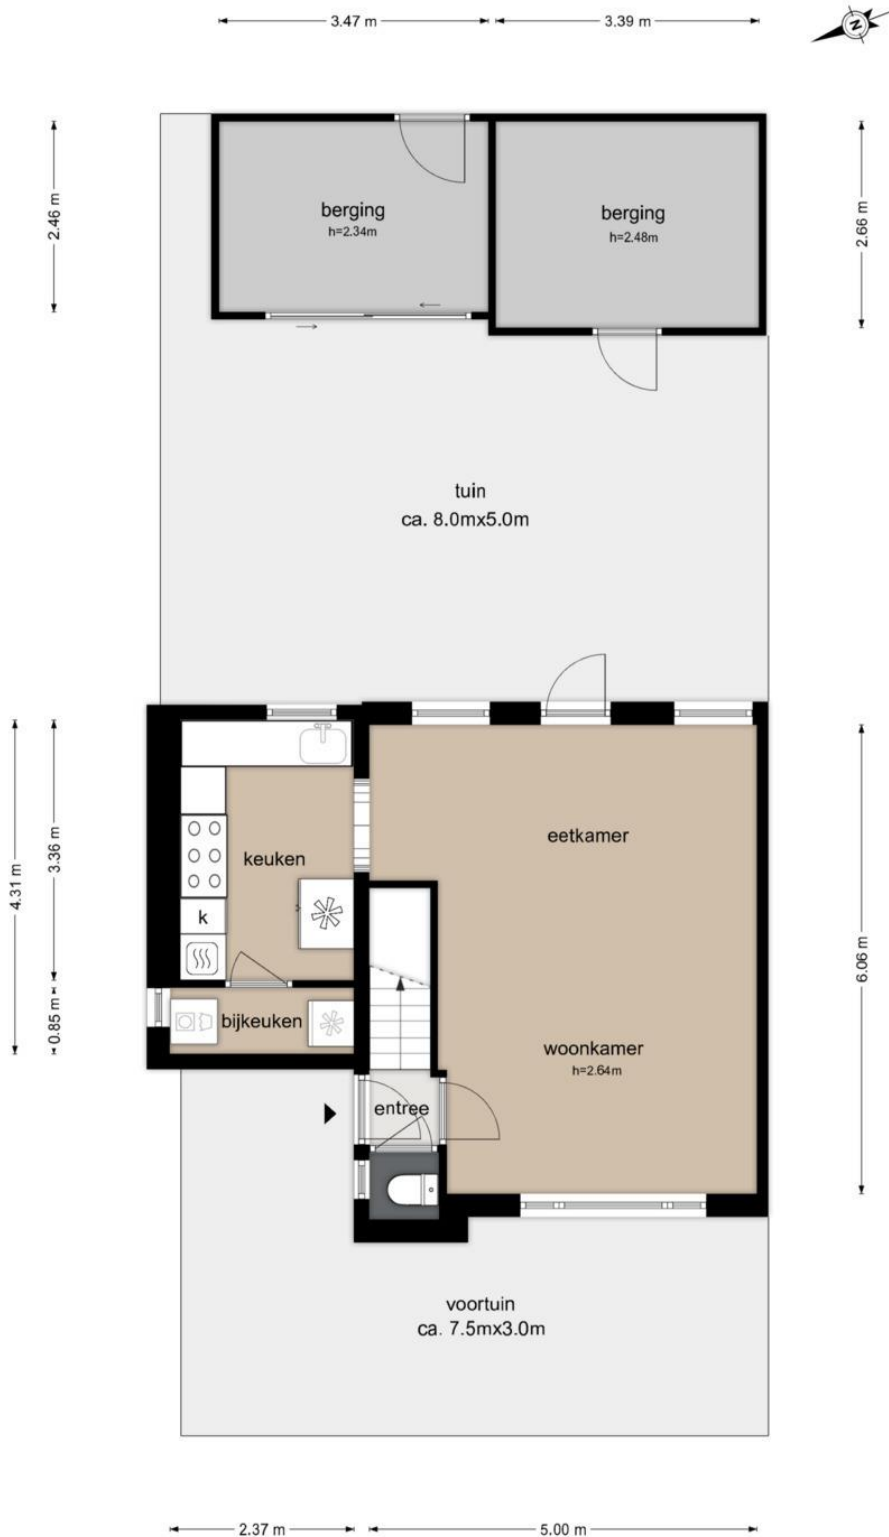 3.47 m
3.39 m
N
2.46 m
2.66 m
berging
h=2.34m
berging
h=2.48m
tuin
ca. 8.0mx5.0m
4.31 m
3.36 m
0.85 m
6.06 m
keuken
eetkamer
k
bijkeuken
woonkamer
h=2.64m
entree
voortuin
ca. 7.5mx3.0m
2.37 m
5.00 m